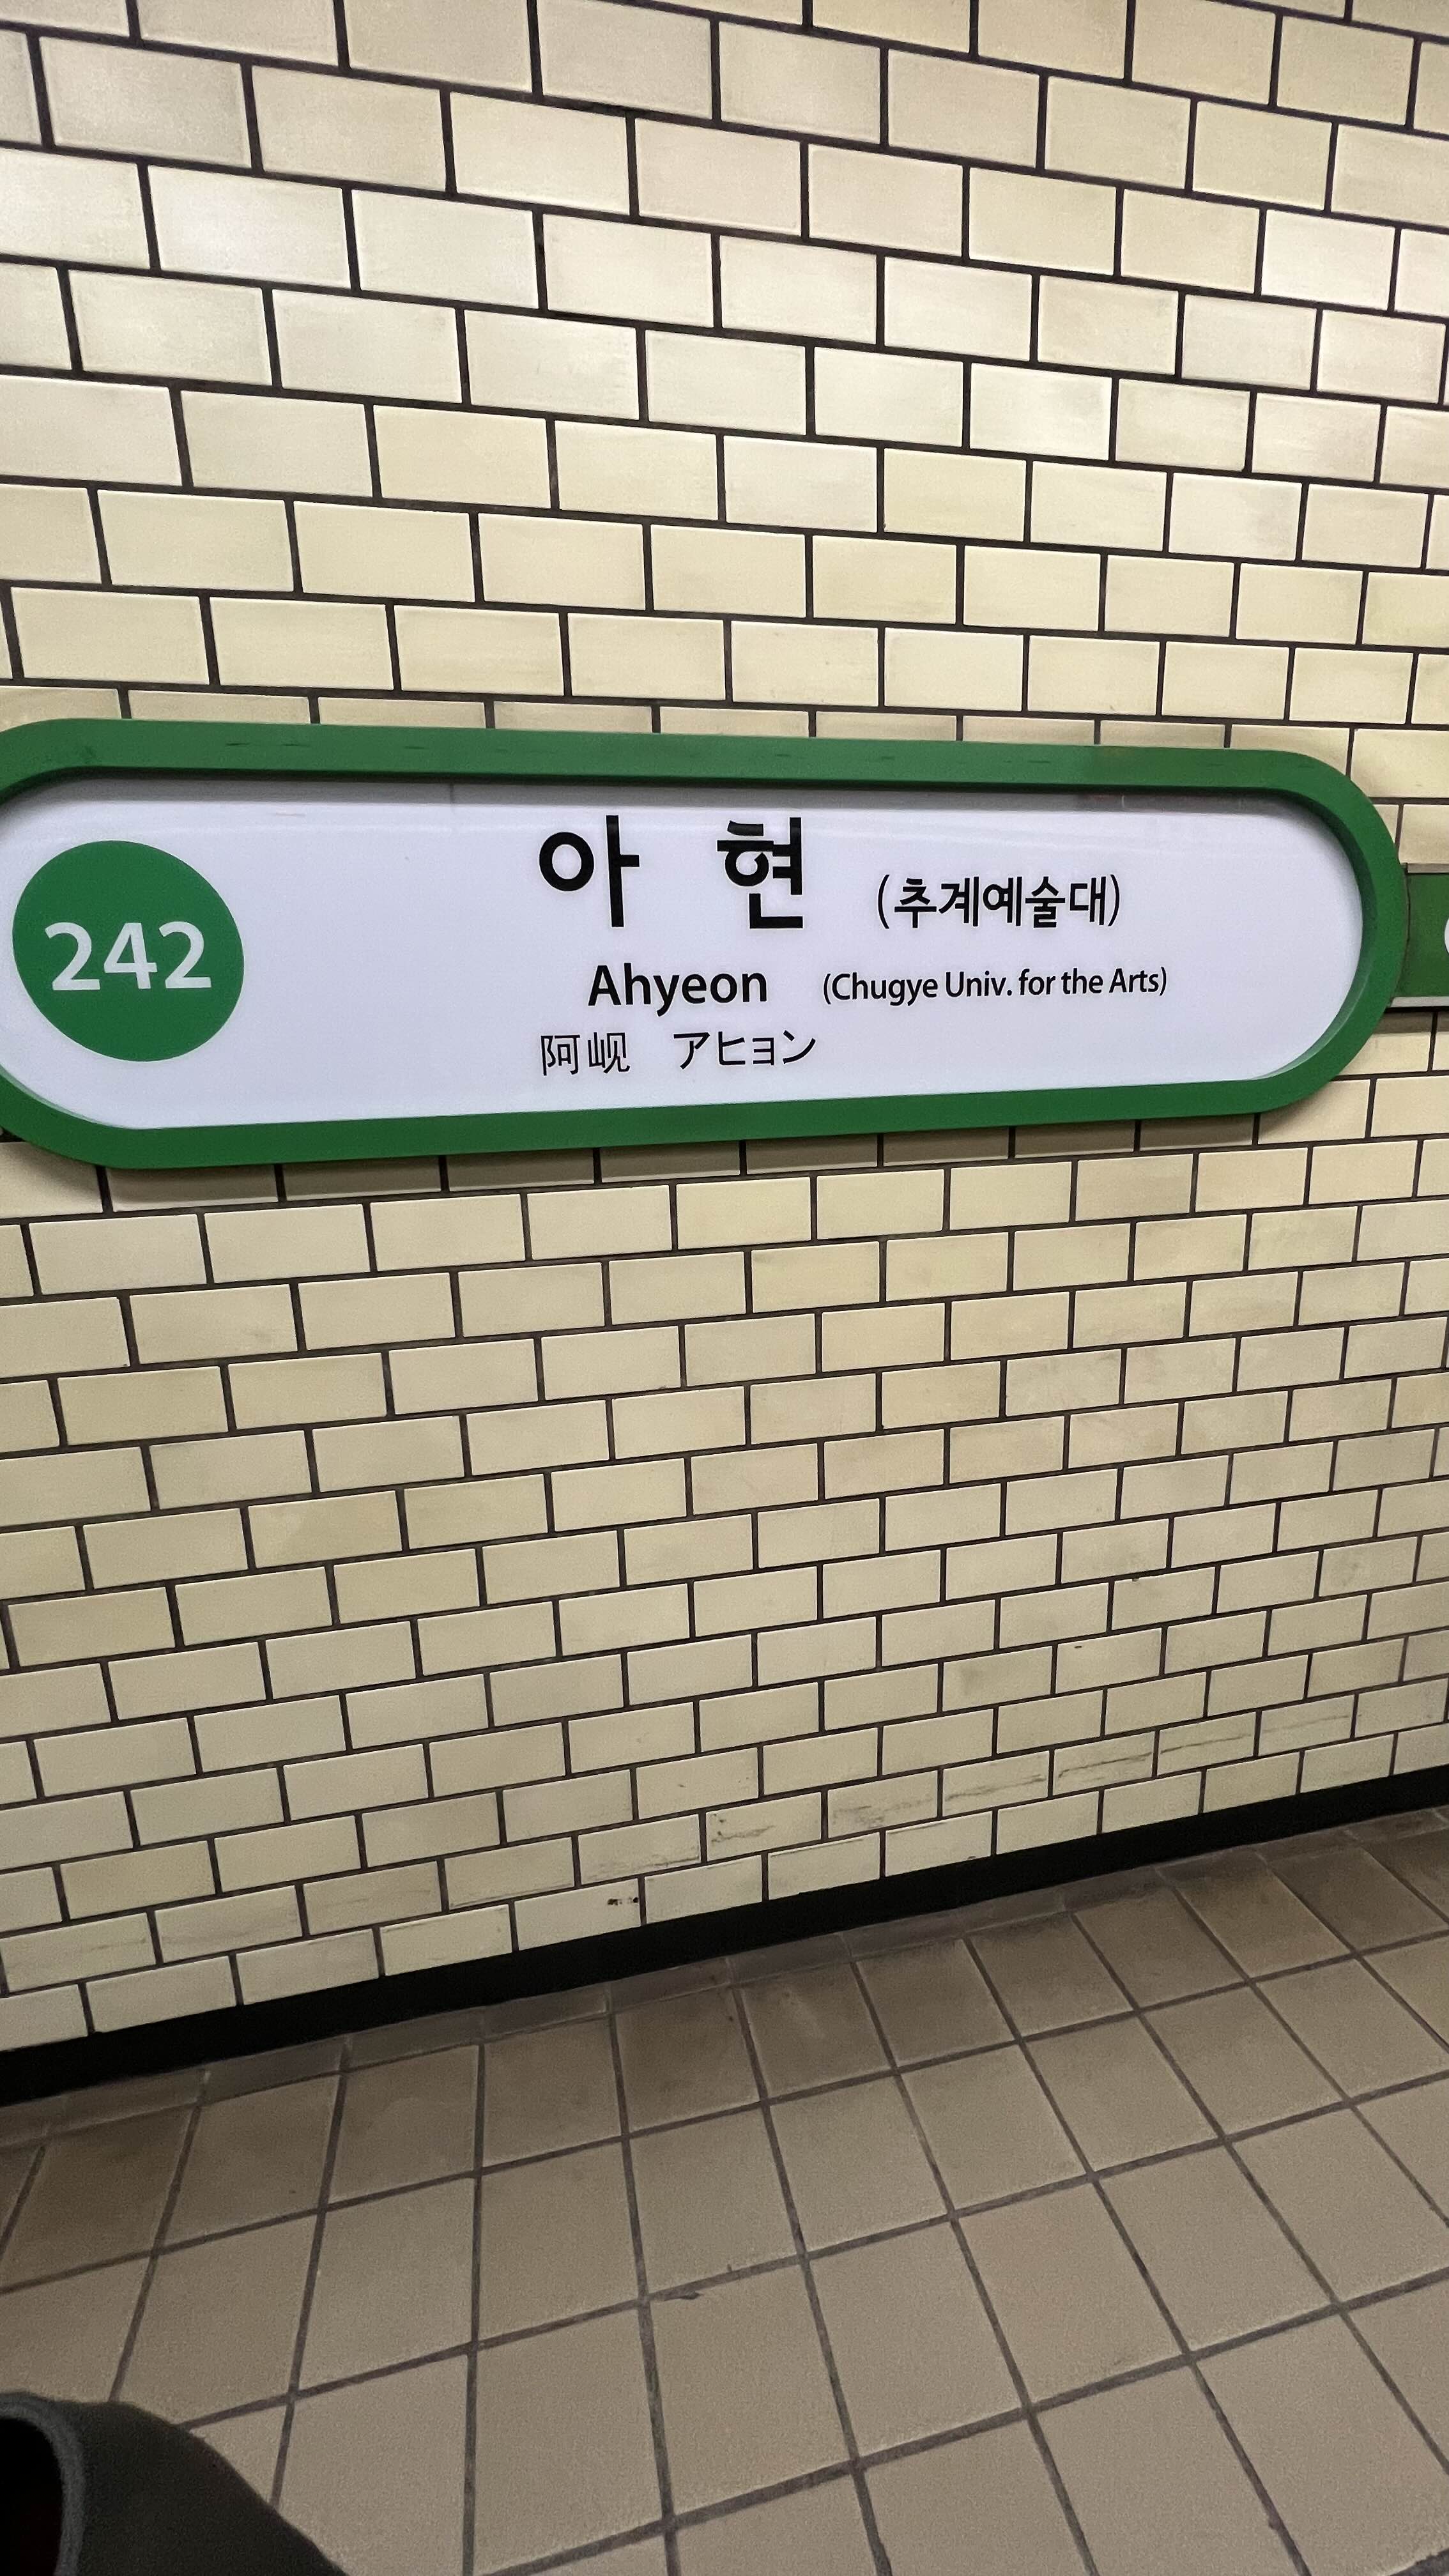 242
아 현 (추계예술대)
Ahyeon (Chugye Univ. for the Arts)
阿岘 アヒョン